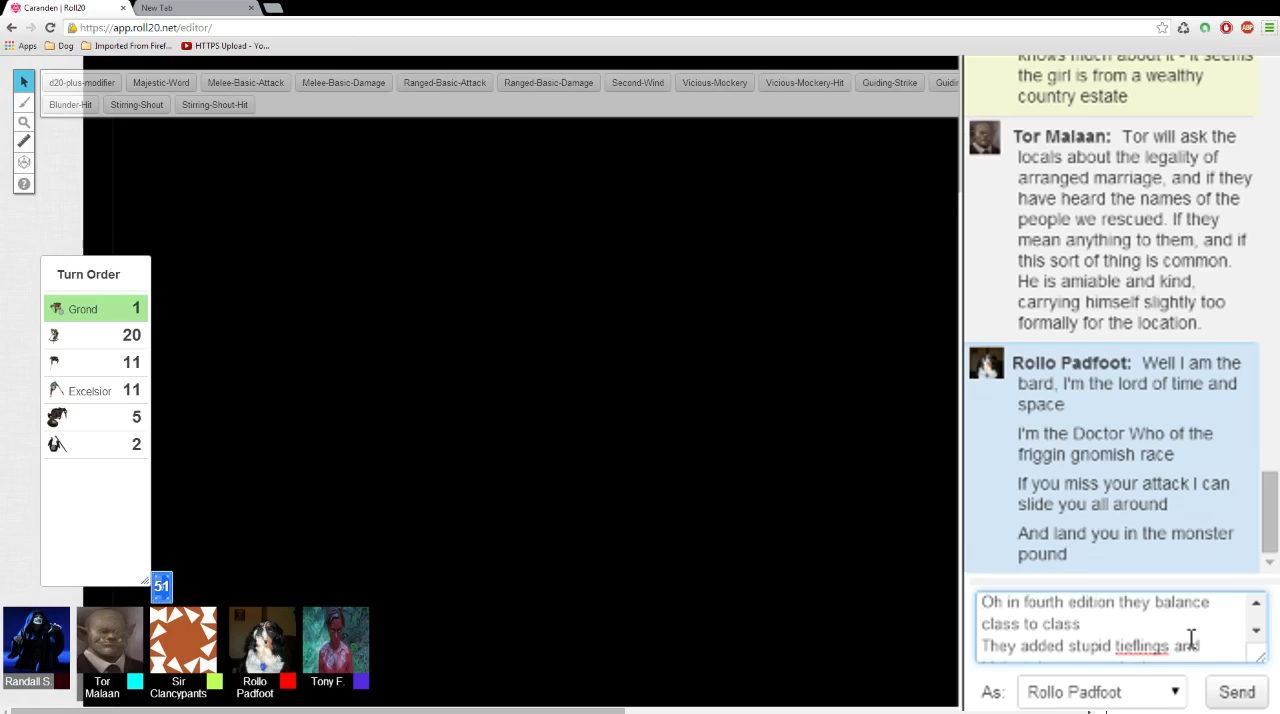 Caranden | Roll20
New Tab
https://app.roll20.net/editor/
Apps
Dog
Imported From Firef...
HTTPS Upload - Yo...
d20-plus-modifier
Majestic-Word
Melee-Basic-Attack
Melee-Basic-Damage
Ranged-Basic-Attack
Ranged-Basic-Damage
Second-Wind
Vicious-Mockery
Vicious-Mockery-Hit
Guiding-Strike
Blunder-Hit
Stirring-Shout
Stirring-Shout-Hit
Turn Order
Grond 1
20
11
Excelsior 11
5
2
51
Randall S.
Tor
Malaan
Sir
Clancypants
Rollo
Padfoot
Tony F.
knows much about it - it seems
the girl is from a wealthy
country estate
Tor Malaan: Tor will ask the
locals about the legality of
arranged marriage, and if they
have heard the names of the
people we rescued. If they
mean anything to them, and if
this sort of thing is common.
He is amiable and kind,
carrying himself slightly too
formally for the location.
Rollo Padfoot: Well I am the
bard, I'm the lord of time and
space
I'm the Doctor Who of the
friggin gnomish race
If you miss your attack I can
slide you all around
And land you in the monster
pound
Oh in fourth edition they balance
class to class
They added stupid tieflings and
As:
Rollo Padfoot
Send